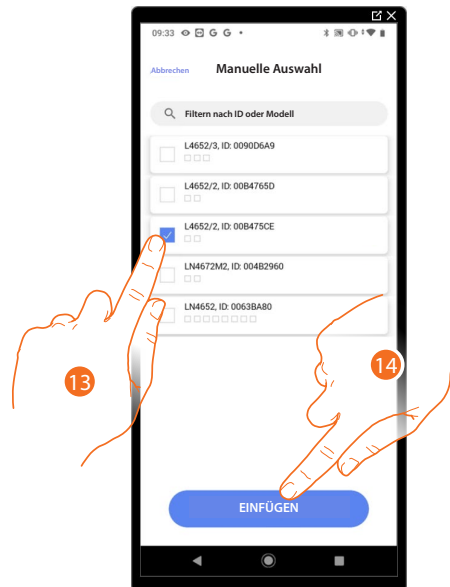 09:33 G G
Abbrechen Manuelle Auswahl
Filtern nach ID oder Modell
L4652/3, ID: 0090D6A9
L4652/2, ID: 00B4765D
L4652/2, ID: 00B475CE
LN4672M2, ID: 004B2960
LN4652, ID: 0063BA80
13
14
EINFÜGEN